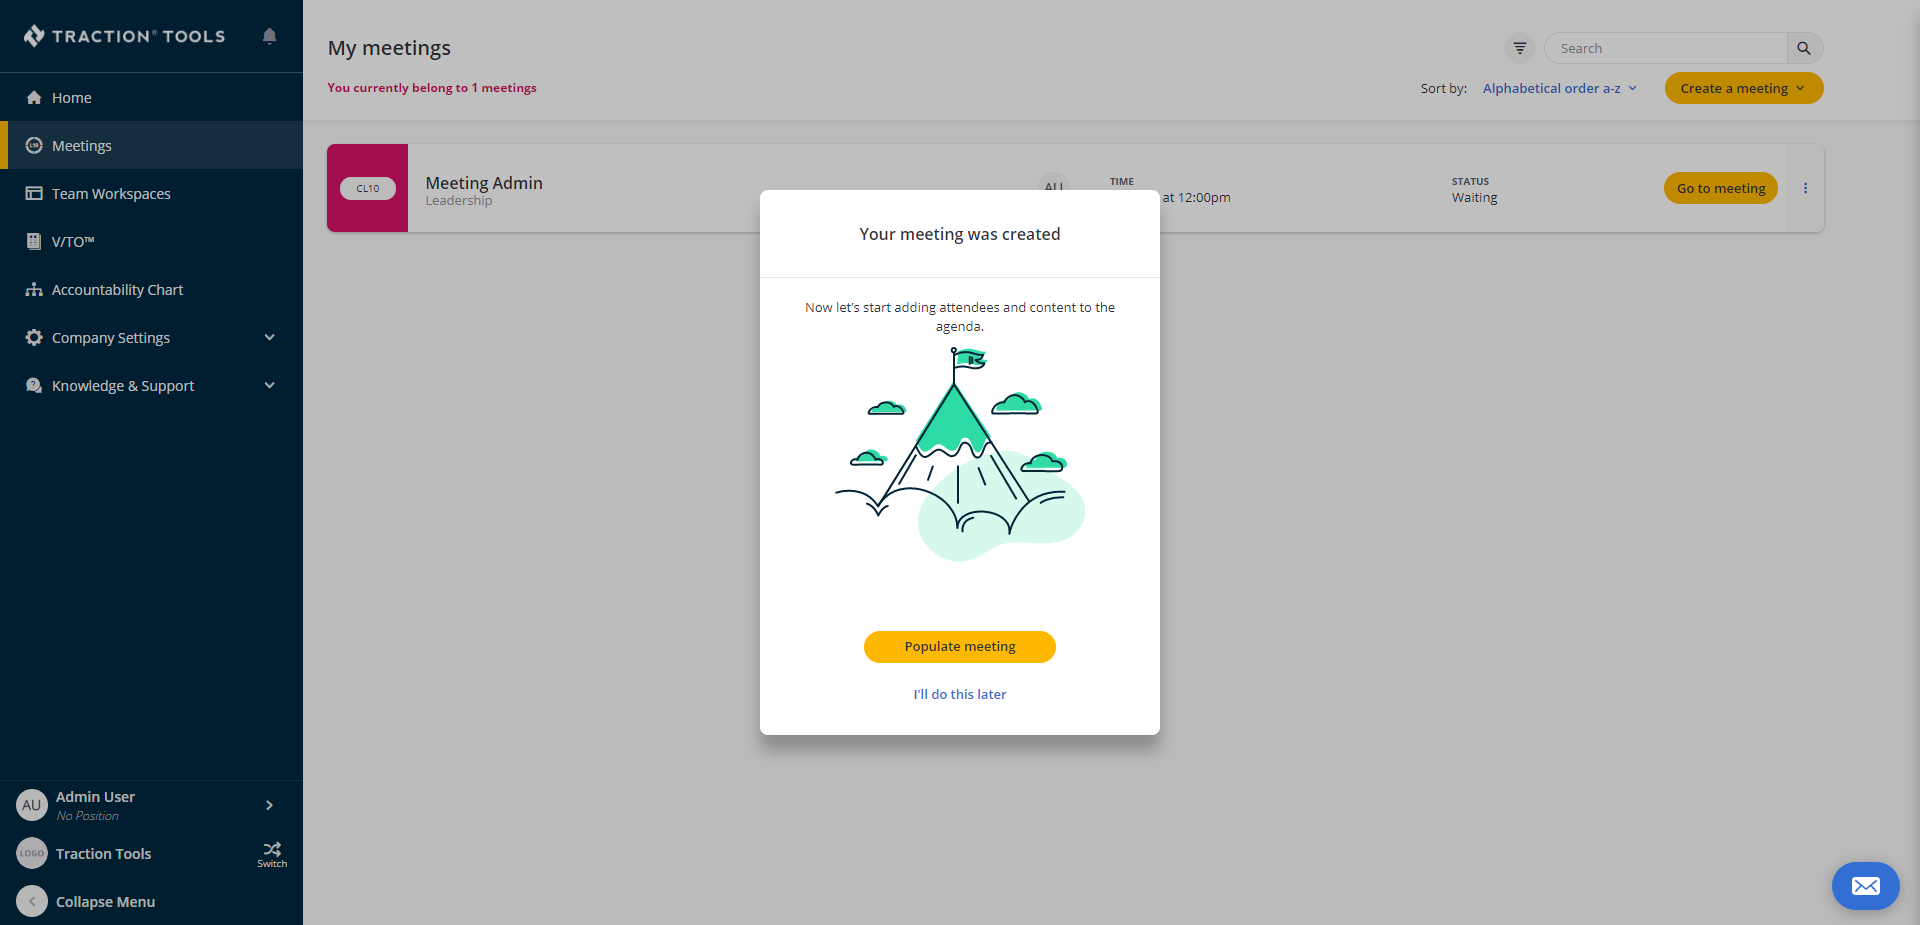 TRACTION® TOOLS
Home
Meetings
Team Workspaces
V/TO™
Accountability Chart
Company Settings
Knowledge & Support
AU Admin User
No Position
LOGO Traction Tools
Switch
Collapse Menu
My meetings
Search
You currently belong to 1 meetings
Sort by: Alphabetical order a-z
Create a meeting
CL10
Meeting Admin
Leadership
AU
TIME
at 12:00pm
STATUS
Waiting
Go to meeting
Your meeting was created
Now let’s start adding attendees and content to the
agenda.
Populate meeting
I'll do this later